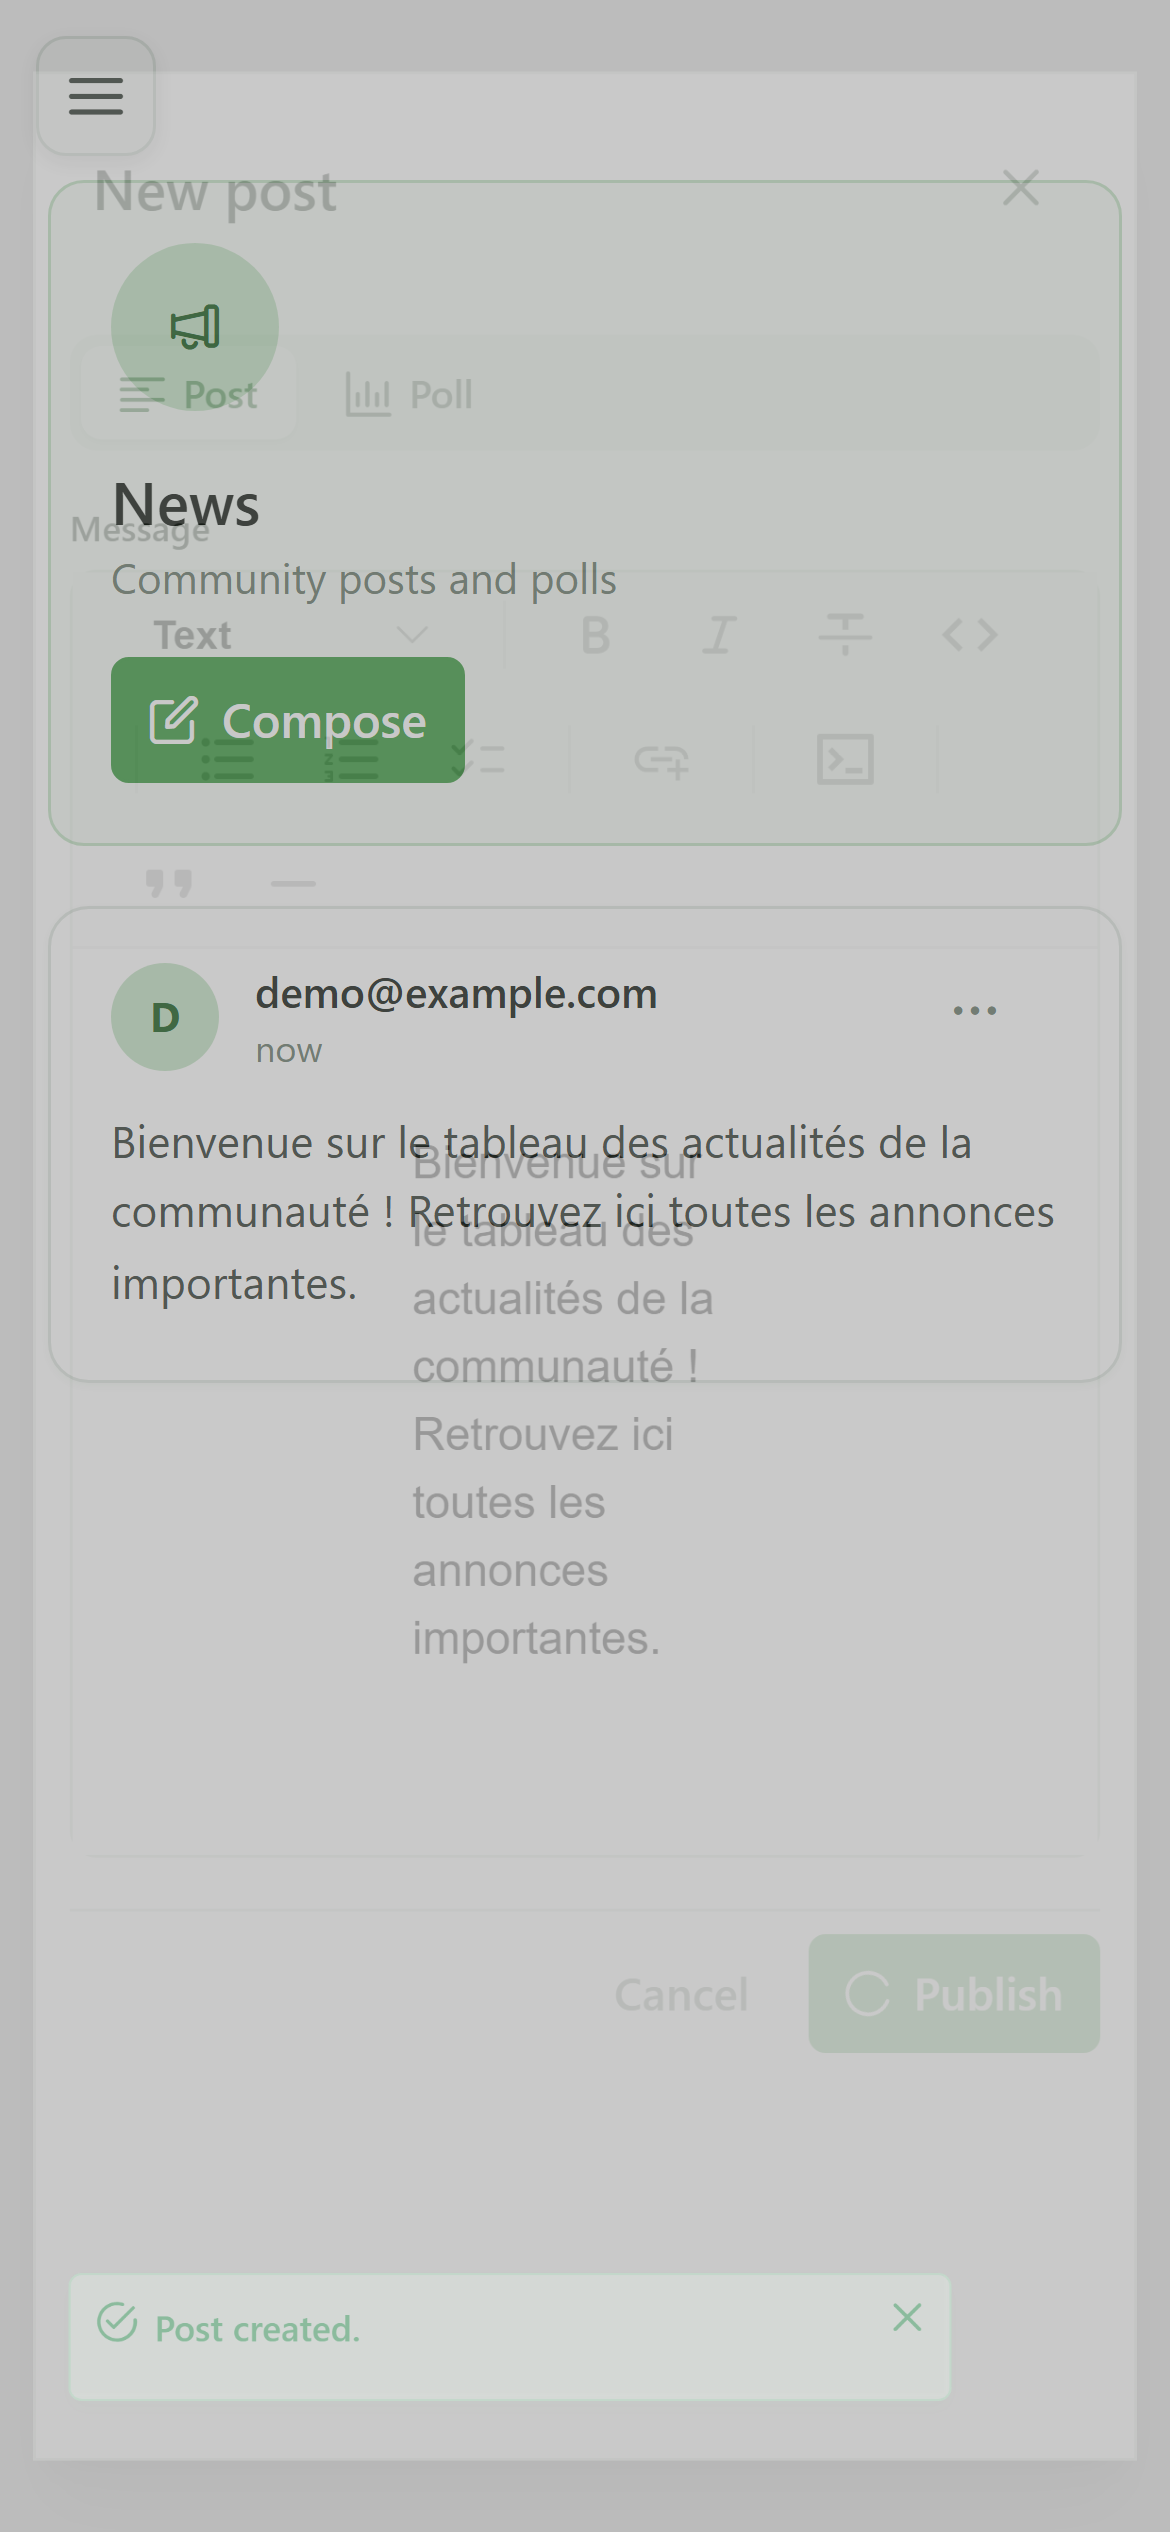 New post
Post
Poll
News
Message
Community posts and polls
Text
Compose
D
demo@example.com
now
Bienvenue sur le tableau des actualités de la
communauté ! Retrouvez ici toutes les annonces
importantes.
Bienvenue sur
le tableau des
actualités de la
communauté !
Retrouvez ici
toutes les
annonces
importantes.
Cancel
Publish
Post created.